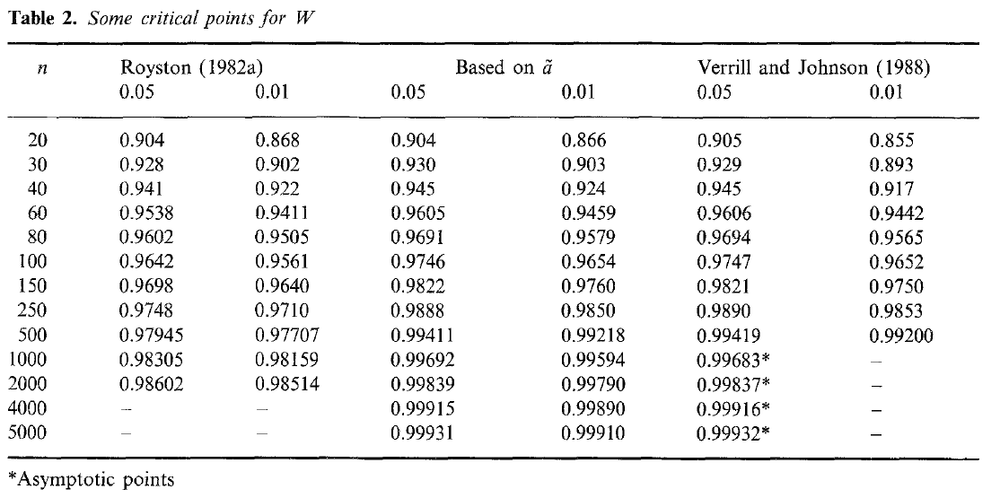 Table 2. Some critical points for W
n Royston (1982a) Based on ã Verrill and Johnson (1988)
0.05 0.01 0.05 0.01 0.05 0.01
20 0.904 0.868 0.904 0.866 0.905 0.855
30 0.928 0.902 0.930 0.903 0.929 0.893
40 0.941 0.922 0.945 0.924 0.945 0.917
60 0.9538 0.9411 0.9605 0.9459 0.9606 0.9442
80 0.9602 0.9505 0.9691 0.9579 0.9694 0.9565
100 0.9642 0.9561 0.9746 0.9654 0.9747 0.9652
150 0.9698 0.9640 0.9822 0.9760 0.9821 0.9750
250 0.9748 0.9710 0.9888 0.9850 0.9890 0.9853
500 0.97945 0.97707 0.99411 0.99218 0.99419 0.99200
1000 0.98305 0.98159 0.99692 0.99594 0.99683* –
2000 0.98602 0.98514 0.99839 0.99790 0.99837* –
4000 – – 0.99915 0.99890 0.99916* –
5000 – – 0.99931 0.99910 0.99932* –
*Asymptotic points